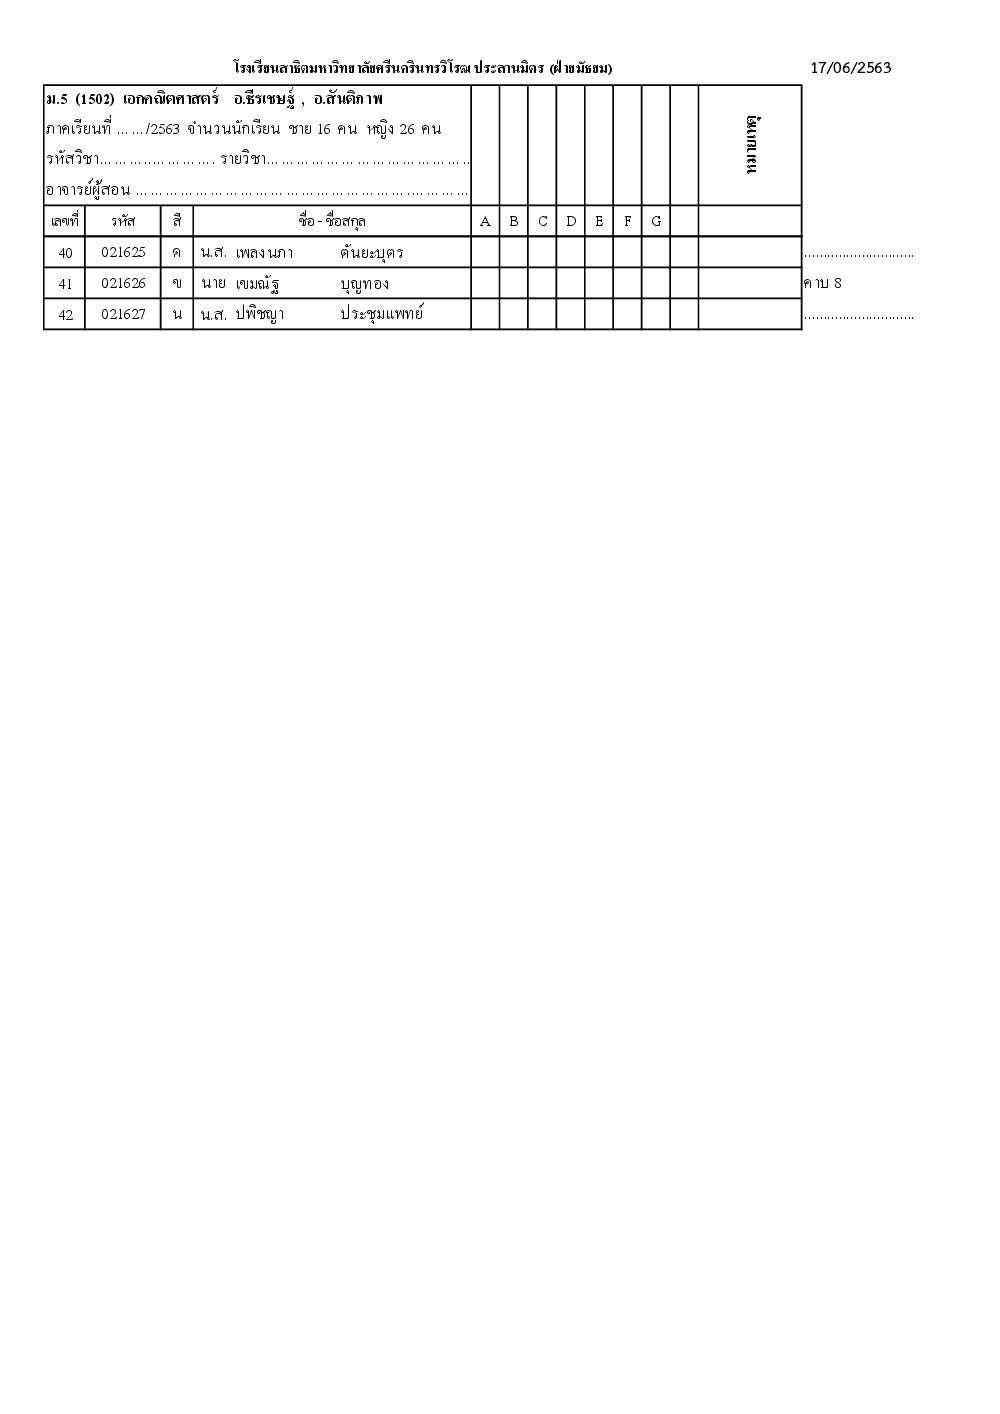 โรงเรียนสาธิตมหาวิทยาลัยศรีนครินทรวิโรฒ ประสานมิตร (ฝ่ายมัธยม) 17/06/2563
ม.5 (1502) เอกคณิตศาสตร์ อ.ธีรเชษฐ์ , อ.สันติภาพ
ภาคเรียนที่ ……/2563 จำนวนนักเรียน ชาย 16 คน หญิง 26 คน
รหัสวิชา…………………. รายวิชา……………………………………
อาจารย์ผู้สอน ……………………………………………………………
หมายเหตุ
เลขที่ รหัส สี ชื่อ - ชื่อสกุล A B C D E F G
40 021625 ค น.ส. เพลงนภา ตันยะบุตร ............................
41 021626 ข นาย เขมณัฐ บุญทอง คาบ 8
42 021627 น น.ส. ปพิชญา ประชุมแพทย์ ............................